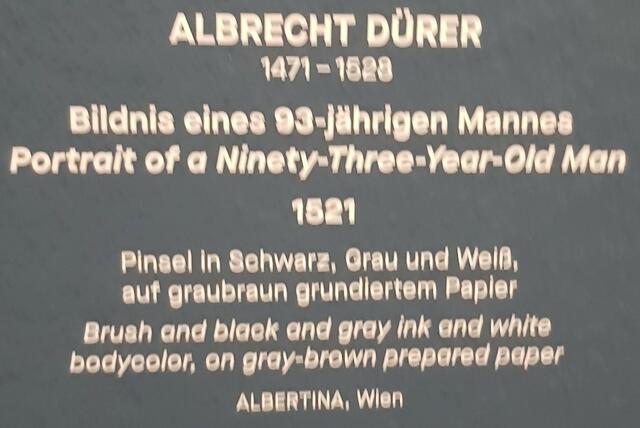 ALBRECHT DÜRER
1471–1528
Bildnis eines 93-jährigen Mannes
Portrait of a Ninety-Three-Year-Old Man
1521
Pinsel in Schwarz, Grau und Weiß,
auf graubraun grundiertem Papier
Brush and black and gray ink and white
bodycolor, on gray-brown prepared paper
ALBERTINA, Wien